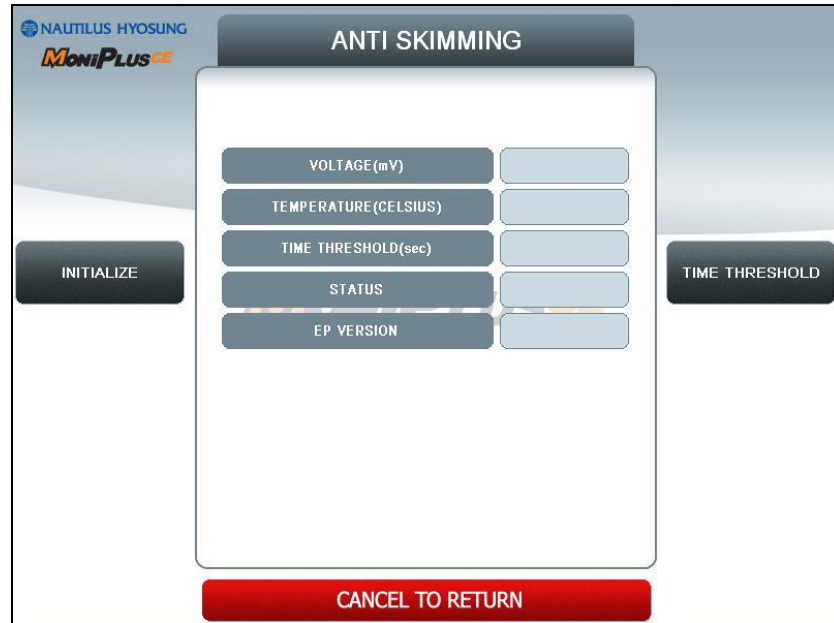 NAUTILUS HYOSUNG
MoniPlusCE
ANTI SKIMMING
VOLTAGE(mV)
TEMPERATURE(CELSIUS)
TIME THRESHOLD(sec)
INITIALIZE
TIME THRESHOLD
STATUS
EP VERSION
CANCEL TO RETURN